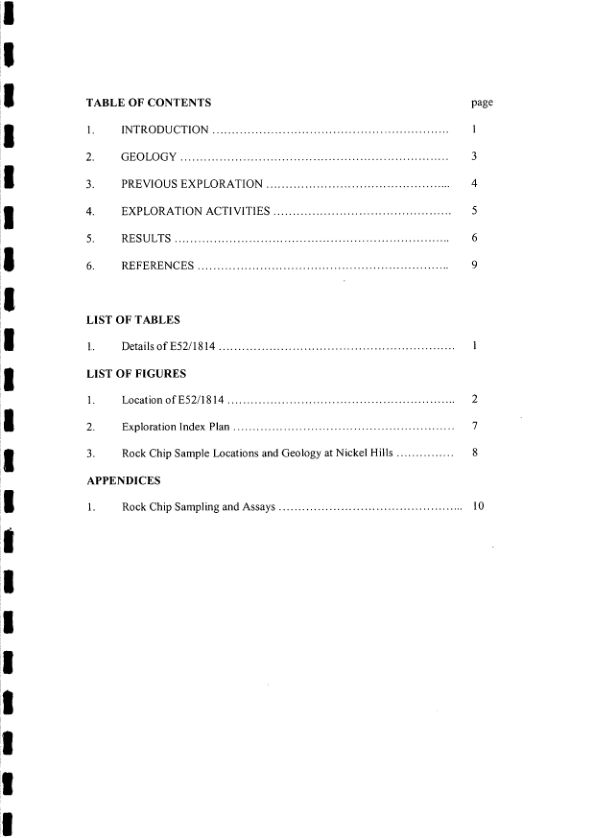 TABLE OF CONTENTS page
1. INTRODUCTION ………………………………………………… 1
2. GEOLOGY ………………………………………………………… 3
3. PREVIOUS EXPLORATION ……………………………………... 4
4. EXPLORATION ACTIVITIES ……………………………………. 5
5. RESULTS ………………………………………………………….. 6
6. REFERENCES …………………………………………………….. 9
LIST OF TABLES
1. Details of E52/1814 ………………………………………………… 1
LIST OF FIGURES
1. Location of E52/1814 ……………………………………………….. 2
2. Exploration Index Plan ……………………………………………… 7
3. Rock Chip Sample Locations and Geology at Nickel Hills …………… 8
APPENDICES
1. Rock Chip Sampling and Assays ……………………………………... 10